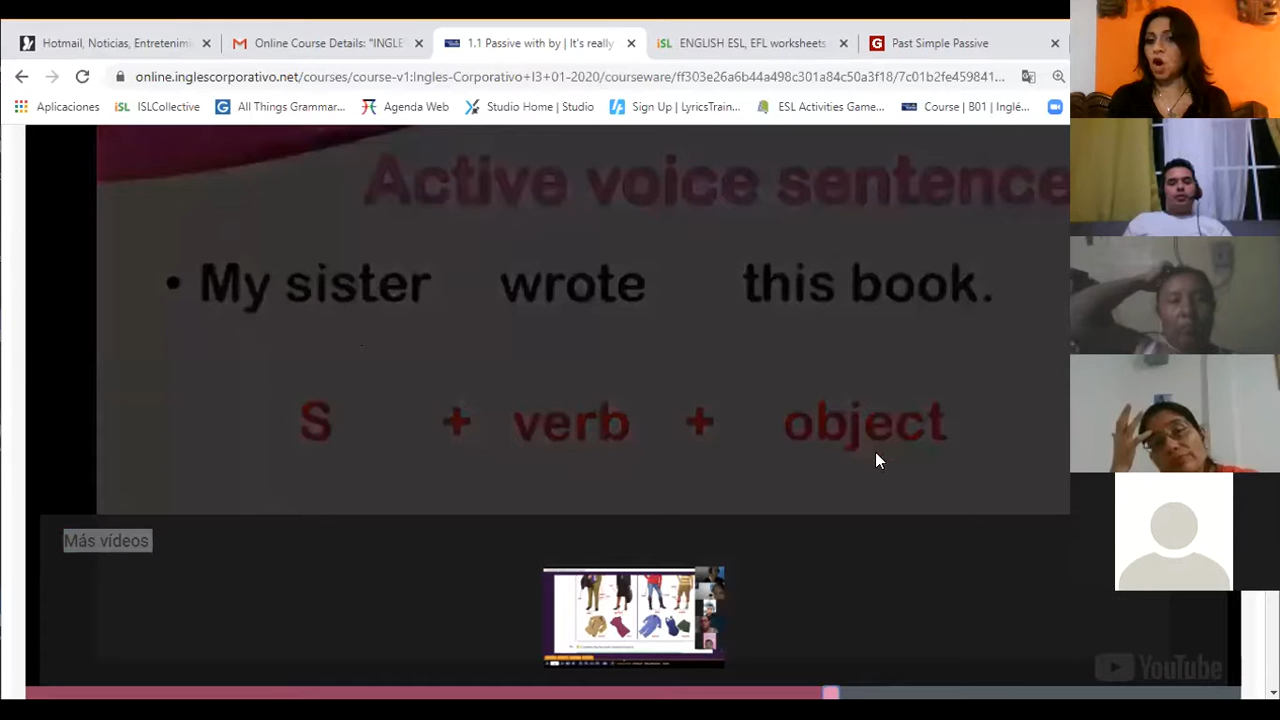 Hotmail, Noticias, Entretenimi
Online Course Details: "INGLE
1.1 Passive with by | It's really
ENGLISH ESL, EFL worksheets
Past Simple Passive
online.inglescorporativo.net/courses/course-v1:Ingles-Corporativo+I3+01-2020/courseware/ff303e26a6b44a498c301a84c50a3f18/7c01b2fe459841...
Aplicaciones iSL ISLCollective All Things Grammar... Agenda Web Studio Home | Studio Sign Up | LyricsTrain... ESL Activities Game... Course | B01 | Inglé...
Active voice sentence
• My sister wrote this book.
S + verb + object
Más vídeos
YouTube